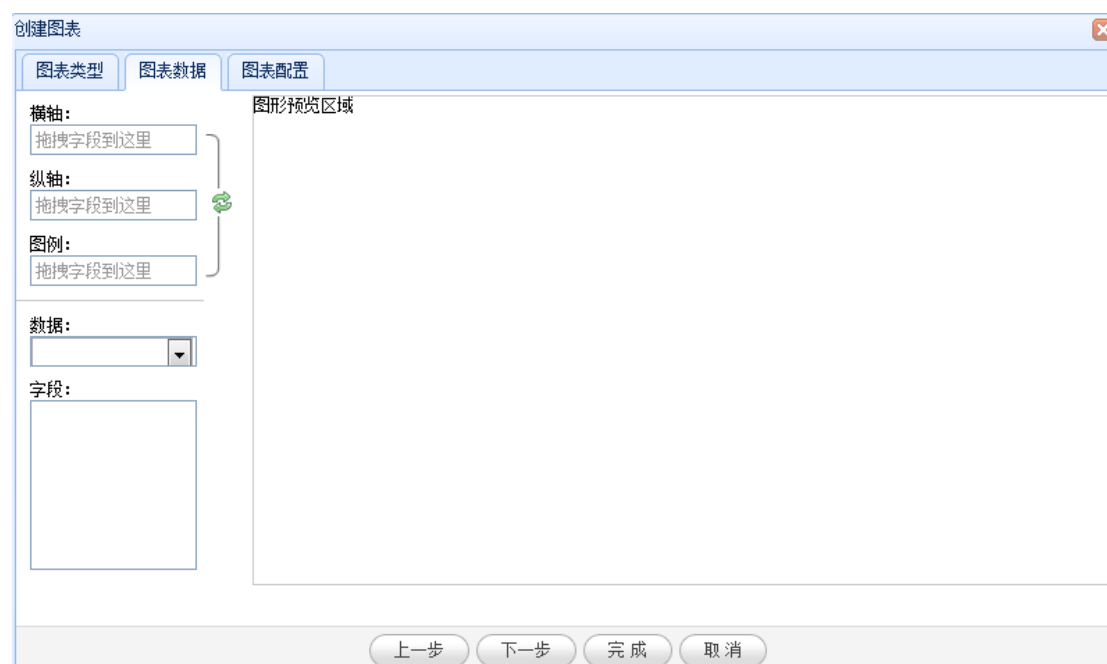 创建图表
图表类型 图表数据 图表配置
横轴:
拖拽字段到这里
纵轴:
拖拽字段到这里
图例:
拖拽字段到这里
数据:
字段:
图形预览区域
上一步 下一步 完成 取消